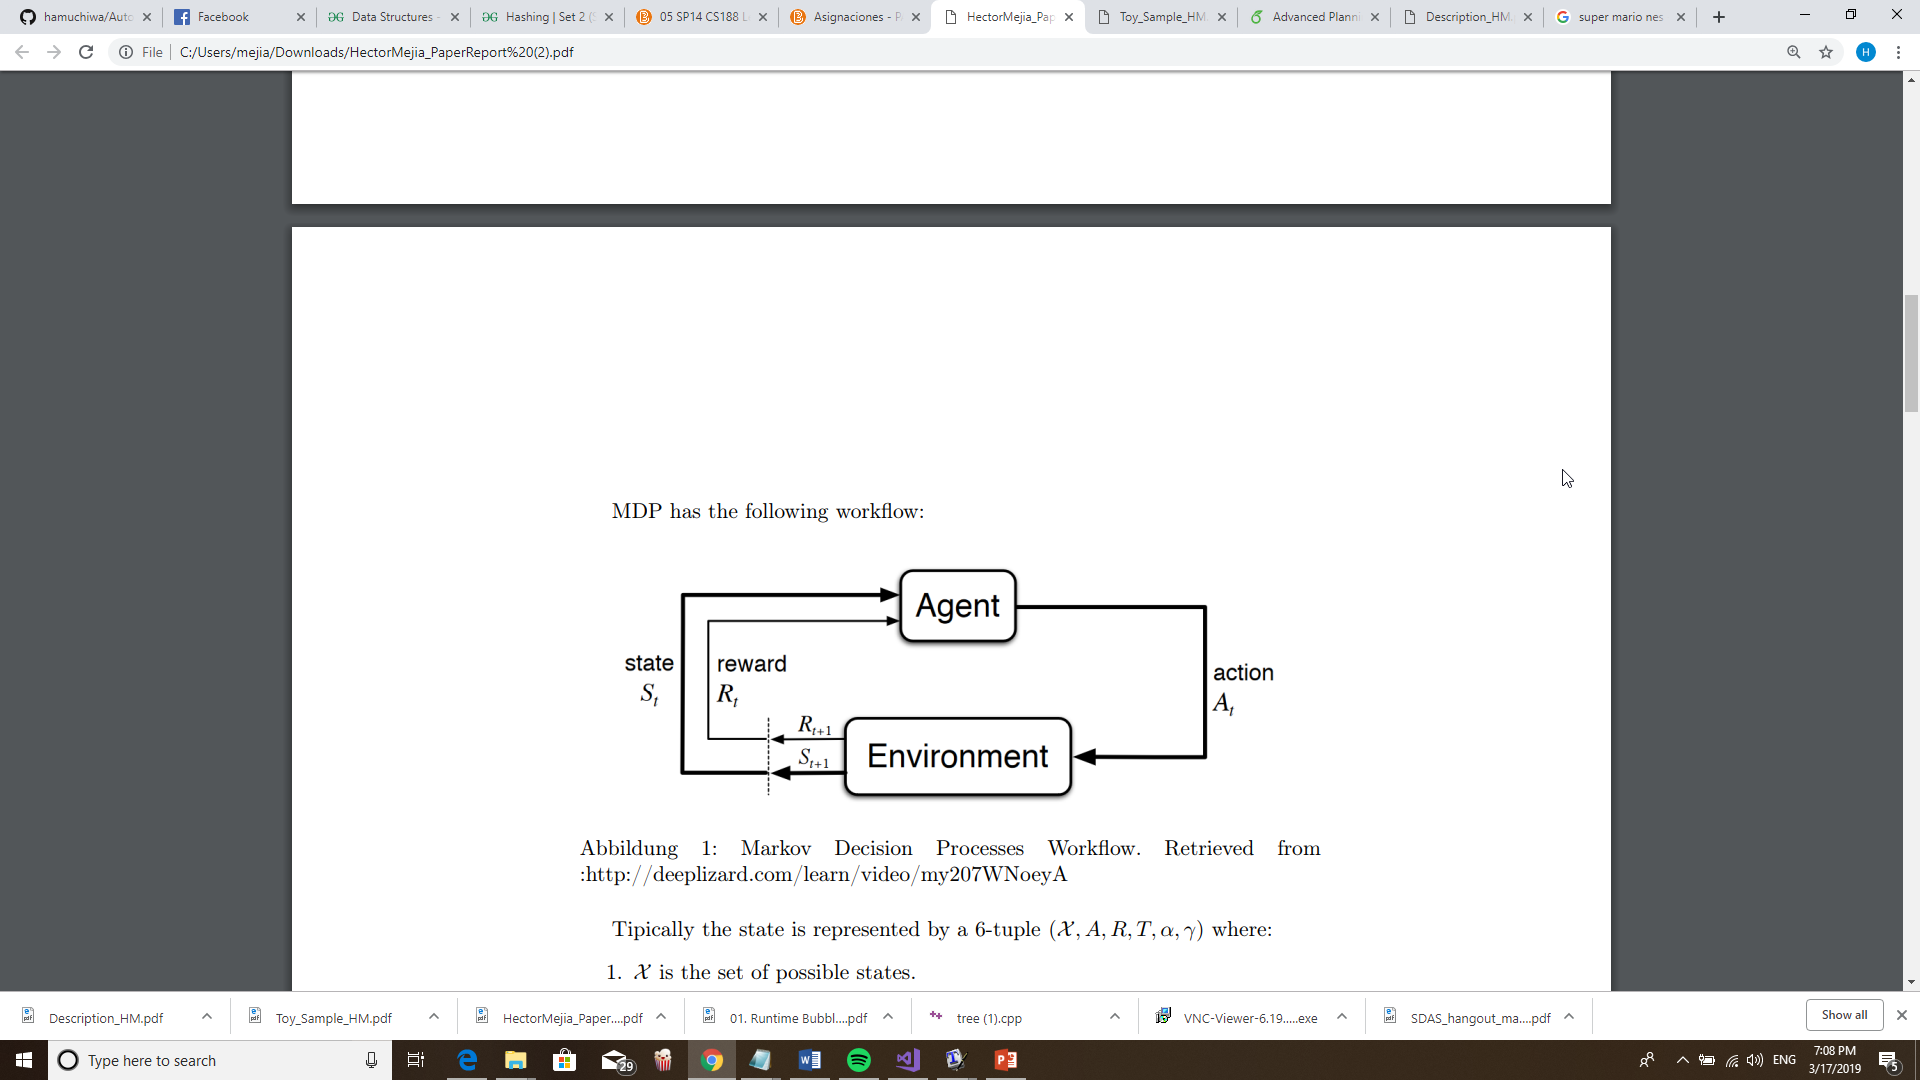 hamuchiwa/Auto
Facebook
Data Structures -
Hashing | Set 2 (S
05 SP14 CS188 L
Asignaciones - P
HectorMejia_Pap
Toy_Sample_HM.
Advanced Planni
Description_HM.
super mario nes
File
C:/Users/mejia/Downloads/HectorMejia_PaperReport%20(2).pdf
H
MDP has the following workflow:
Agent
state
reward
action
S_t
R_t
A_t
R_{t+1}
S_{t+1}
Environment
Abbildung 1: Markov Decision Processes Workflow. Retrieved from
:http://deeplizard.com/learn/video/my207WNoeyA
Tipically the state is represented by a 6-tuple (𝒳, A, R, T, α, γ) where:
1. 𝒳 is the set of possible states.
Description_HM.pdf
Toy_Sample_HM.pdf
HectorMejia_Paper....pdf
01. Runtime Bubbl....pdf
tree (1).cpp
VNC-Viewer-6.19.....exe
SDAS_hangout_ma....pdf
Show all
Type here to search
29
ENG
7:08 PM
3/17/2019
5